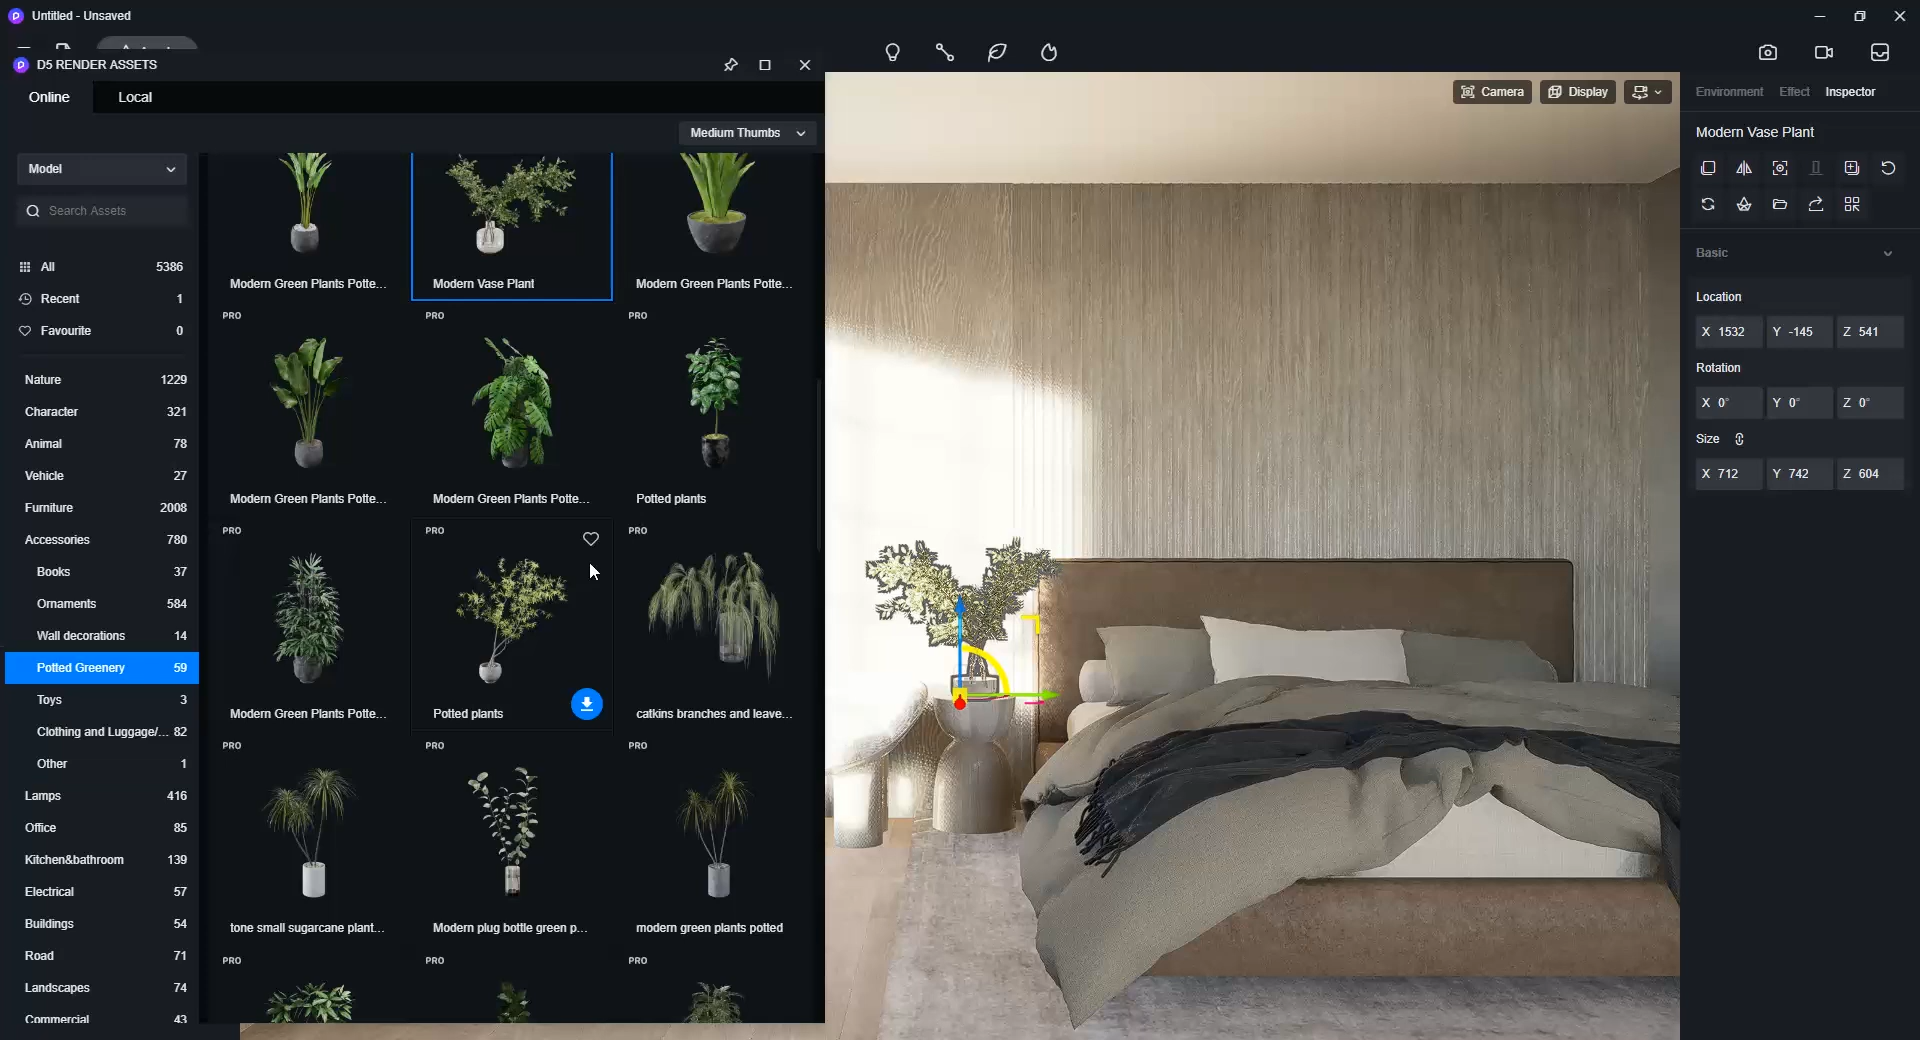 Untitled - Unsaved
D5 RENDER ASSETS
Online
Local
Medium Thumbs
Model
Search Assets
All 5386
Recent 1
Favourite 0
Nature 1229
Character 321
Animal 78
Vehicle 27
Furniture 2008
Accessories 780
Books 37
Ornaments 584
Wall decorations 14
Potted Greenery 59
Toys 3
Clothing and Luggage/... 82
Other 1
Lamps 416
Office 85
Kitchen&bathroom 139
Electrical 57
Buildings 54
Road 71
Landscapes 74
Commercial 43
Modern Green Plants Potte...
Modern Vase Plant
Modern Green Plants Potte...
PRO
PRO
PRO
Modern Green Plants Potte...
Modern Green Plants Potte...
Potted plants
PRO
PRO
PRO
Modern Green Plants Potte...
Potted plants
catkins branches and leave...
PRO
PRO
PRO
tone small sugarcane plant...
Modern plug bottle green p...
modern green plants potted
PRO
PRO
PRO
Camera
Display
Environment Effect Inspector
Modern Vase Plant
Basic
Location
X 1532 Y -145 Z 541
Rotation
X 0° Y 0° Z 0°
Size
X 712 Y 742 Z 604